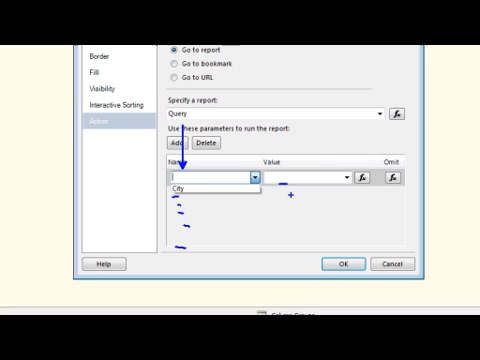 Border
Fill
Visibility
Interactive Sorting
Action
Go to report
Go to bookmark
Go to URL
Specify a report:
Query
fx
Use these parameters to run the report:
Add Delete
Value Omit
fx fx
City
Help OK Cancel